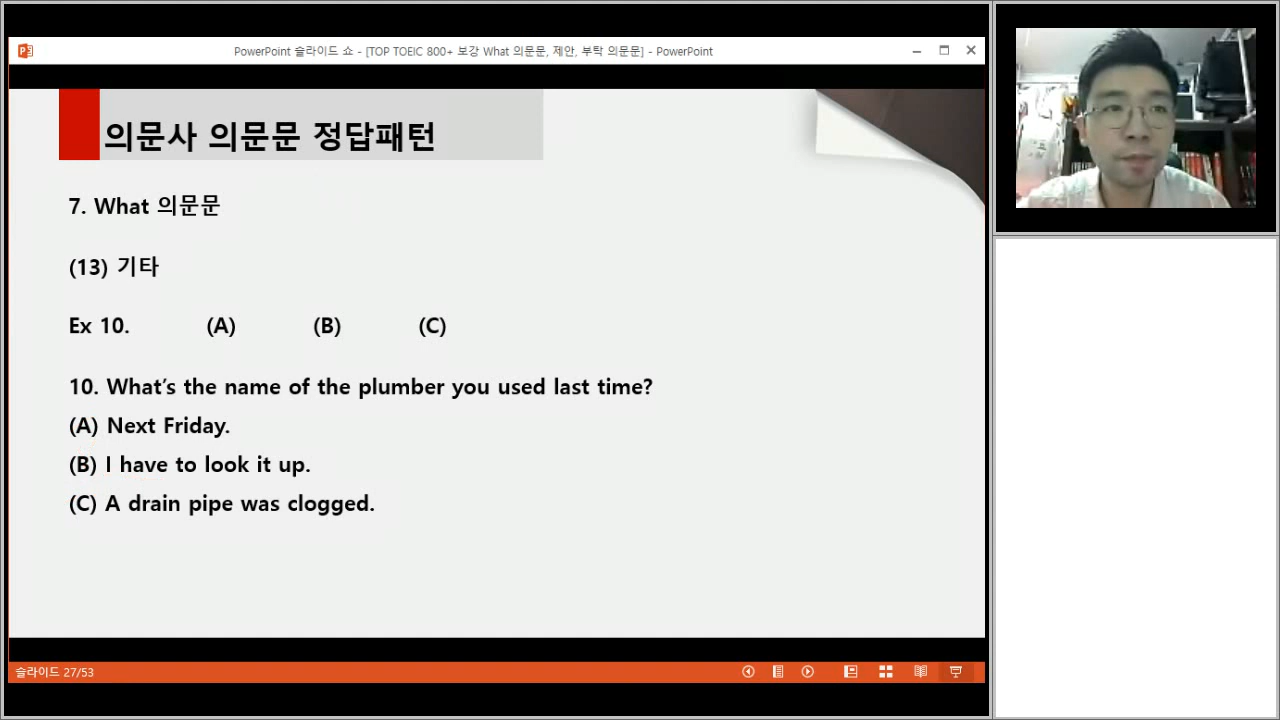 PowerPoint 슬라이드 쇼 - [TOP TOEIC 800+ 보강 What 의문문, 제안, 부탁 의문문] - PowerPoint
의문사 의문문 정답패턴
7. What 의문문
(13) 기타
Ex 10. (A) (B) (C)
10. What's the name of the plumber you used last time?
(A) Next Friday.
(B) I have to look it up.
(C) A drain pipe was clogged.
슬라이드 27/53